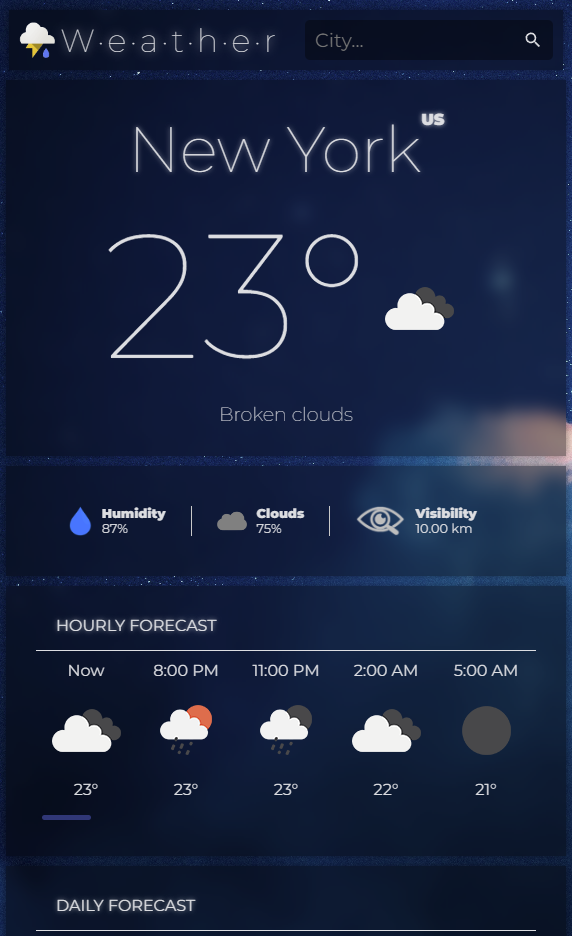 W·e·a·t·h·e·r
City...
New York US
23°
Broken clouds
Humidity Clouds Visibility
87% 75% 10.00 km
HOURLY FORECAST
Now 8:00 PM 11:00 PM 2:00 AM 5:00 AM
23° 23° 23° 22° 21°
DAILY FORECAST